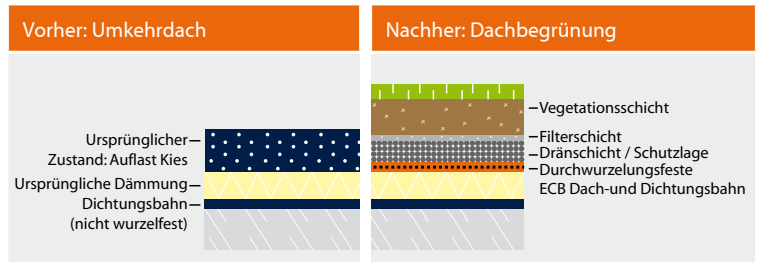 Vorher: Umkehrdach
Ursprünglicher
Zustand: Auflast Kies
Ursprüngliche Dämmung
Dichtungsbahn
(nicht wurzelfest)
Nachher: Dachbegrünung
Vegetationsschicht
Filterschicht
Dränschicht / Schutzlage
Durchwurzelungsfeste
ECB Dach-und Dichtungsbahn